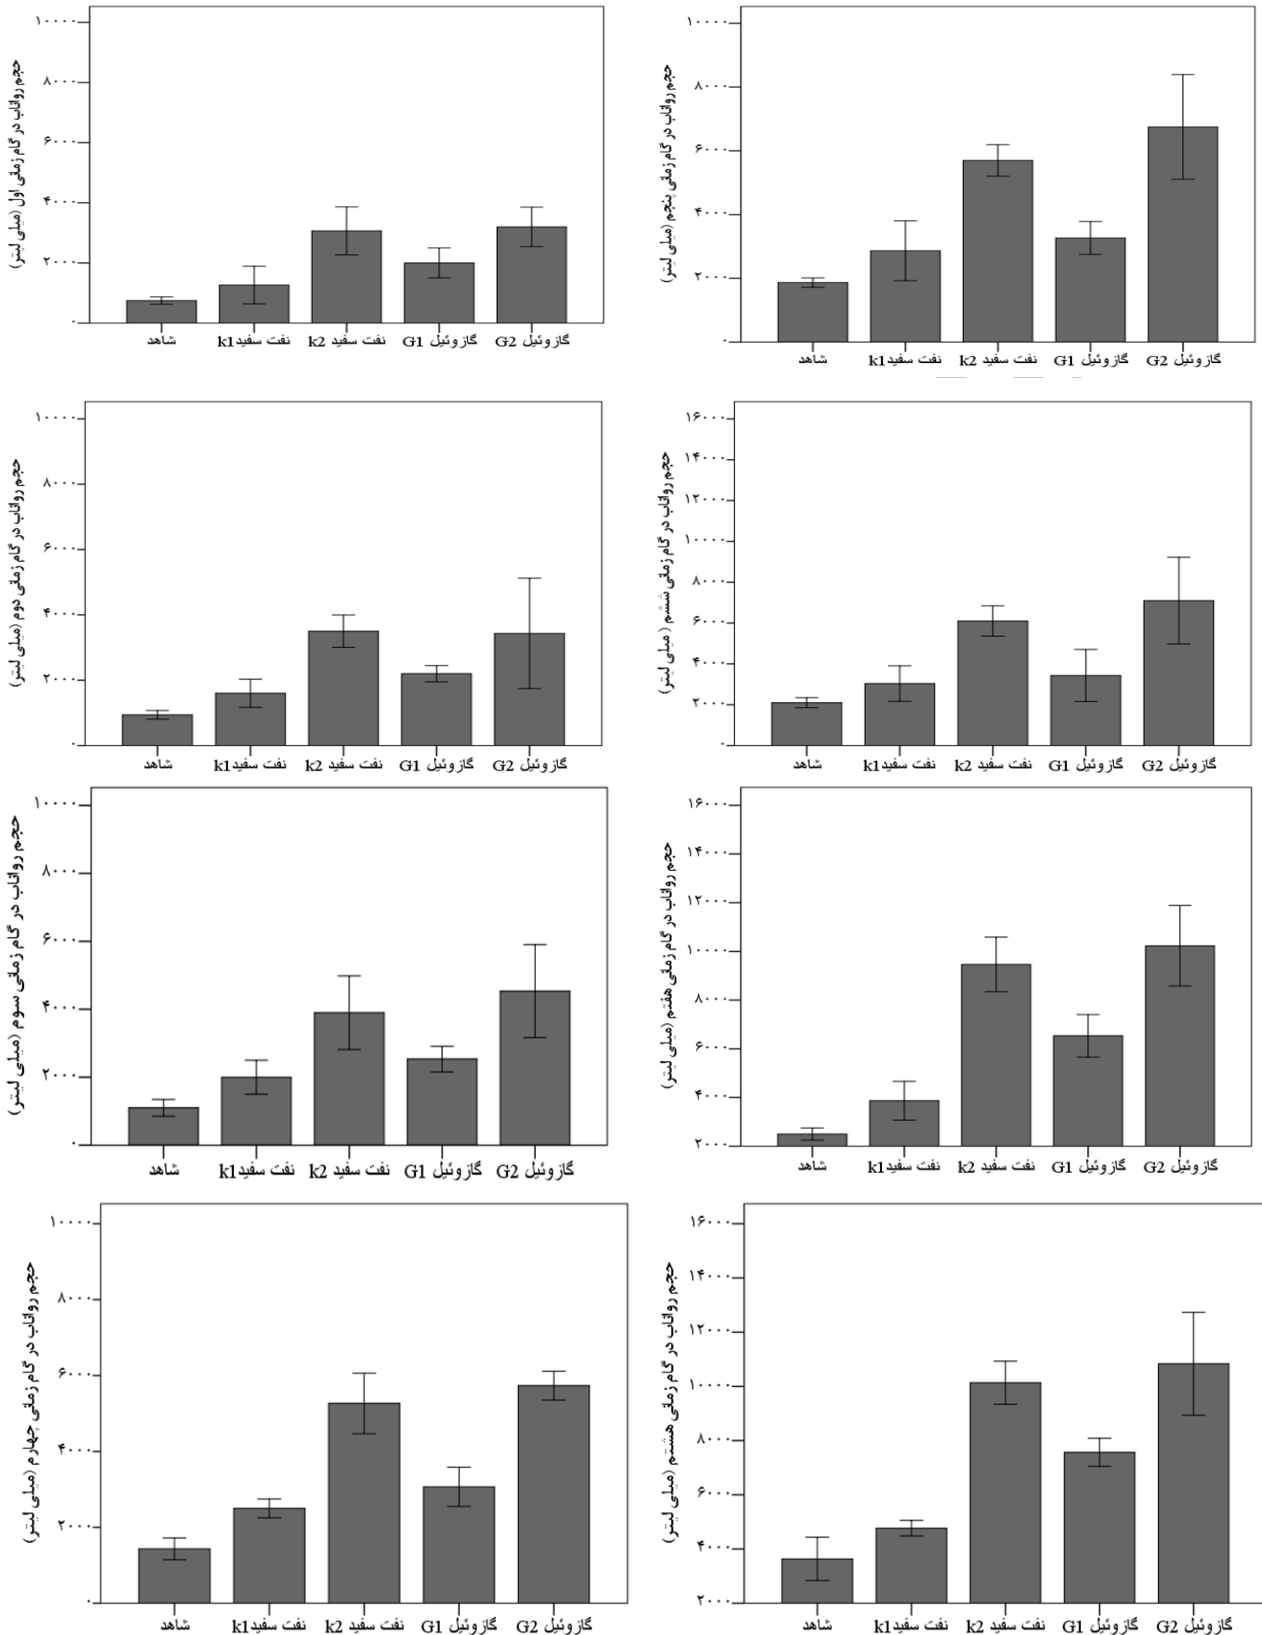 حجم رواناب در گام زمانی اول (میلی لیتر)
۱۰۰۰۰
۸۰۰۰
۶۰۰۰
۴۰۰۰
۲۰۰۰
۰
شاهد
نفت سفید k1
نفت سفید k2
گازوئیل G1
گازوئیل G2
حجم رواناب در گام زمانی پنجم (میلی لیتر)
۱۰۰۰۰
۸۰۰۰
۶۰۰۰
۴۰۰۰
۲۰۰۰
۰
شاهد
نفت سفید k1
نفت سفید k2
گازوئیل G1
گازوئیل G2
حجم رواناب در گام زمانی دوم (میلی لیتر)
۱۰۰۰۰
۸۰۰۰
۶۰۰۰
۴۰۰۰
۲۰۰۰
۰
شاهد
نفت سفید k1
نفت سفید k2
گازوئیل G1
گازوئیل G2
حجم رواناب در گام زمانی ششم ( میلی لیتر)
۱۶۰۰۰
۱۴۰۰۰
۱۲۰۰۰
۱۰۰۰۰
۸۰۰۰
۶۰۰۰
۴۰۰۰
۲۰۰۰
۰
شاهد
نفت سفید k1
نفت سفید k2
گازوئیل G1
گازوئیل G2
حجم رواناب در گام زمانی سوم (میلی لیتر)
۱۰۰۰۰
۸۰۰۰
۶۰۰۰
۴۰۰۰
۲۰۰۰
۰
شاهد
نفت سفید k1
نفت سفید k2
گازوئیل G1
گازوئیل G2
حجم رواناب در گام زمانی هفتم (میلی لیتر)
۱۶۰۰۰
۱۴۰۰۰
۱۲۰۰۰
۱۰۰۰۰
۸۰۰۰
۶۰۰۰
۴۰۰۰
۲۰۰۰
شاهد
نفت سفید k1
نفت سفید k2
گازوئیل G1
گازوئیل G2
حجم رواناب در گام زمانی چهارم (میلی لیتر)
۱۰۰۰۰
۸۰۰۰
۶۰۰۰
۴۰۰۰
۲۰۰۰
۰
شاهد
نفت سفید k1
نفت سفید k2
گازوئیل G1
گازوئیل G2
حجم رواناب در گام زمانی هشتم (میلی لیتر)
۱۶۰۰۰
۱۴۰۰۰
۱۲۰۰۰
۱۰۰۰۰
۸۰۰۰
۶۰۰۰
۴۰۰۰
۲۰۰۰
شاهد
نفت سفید k1
نفت سفید k2
گازوئیل G1
گازوئیل G2